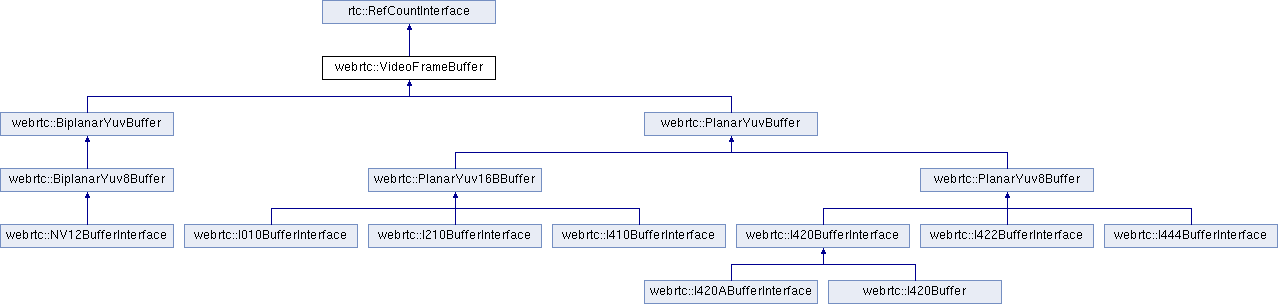 rtc::RefCountInterface
webrtc::VideoFrameBuffer
webrtc::BiplanarYuvBuffer
webrtc::PlanarYuvBuffer
webrtc::BiplanarYuv8Buffer
webrtc::PlanarYuv16BBuffer
webrtc::PlanarYuv8Buffer
webrtc::NV12BufferInterface
webrtc::I010BufferInterface
webrtc::I210BufferInterface
webrtc::I410BufferInterface
webrtc::I420BufferInterface
webrtc::I422BufferInterface
webrtc::I444BufferInterface
webrtc::I420ABufferInterface
webrtc::I420Buffer